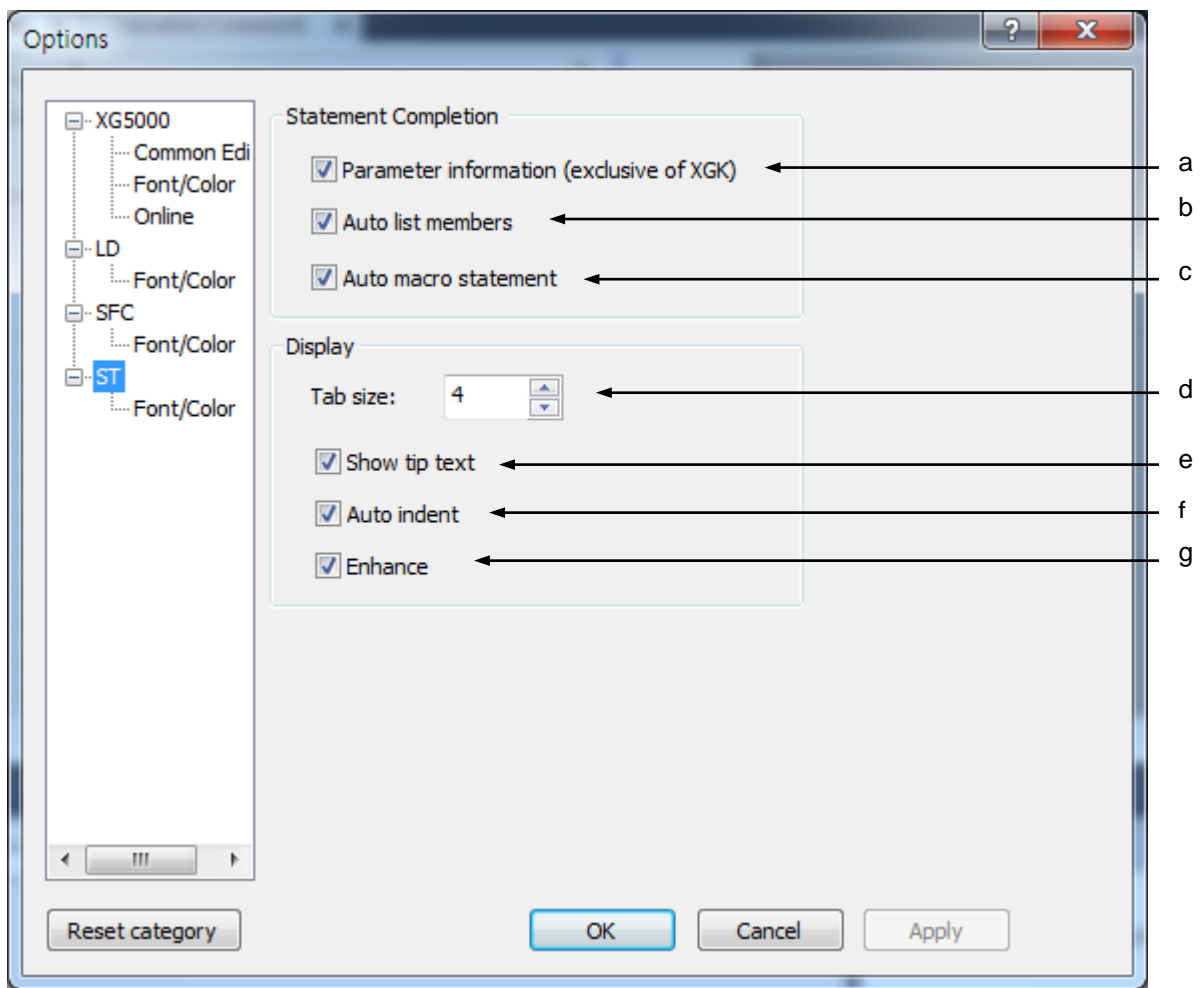 Options
?
X
XG5000
Common Edi
Font/Color
Online
LD
Font/Color
SFC
Font/Color
ST
Font/Color
Statement Completion
Parameter information (exclusive of XGK)
a
Auto list members
b
Auto macro statement
c
Display
Tab size: 4
d
Show tip text
e
Auto indent
f
Enhance
g
Reset category
OK
Cancel
Apply